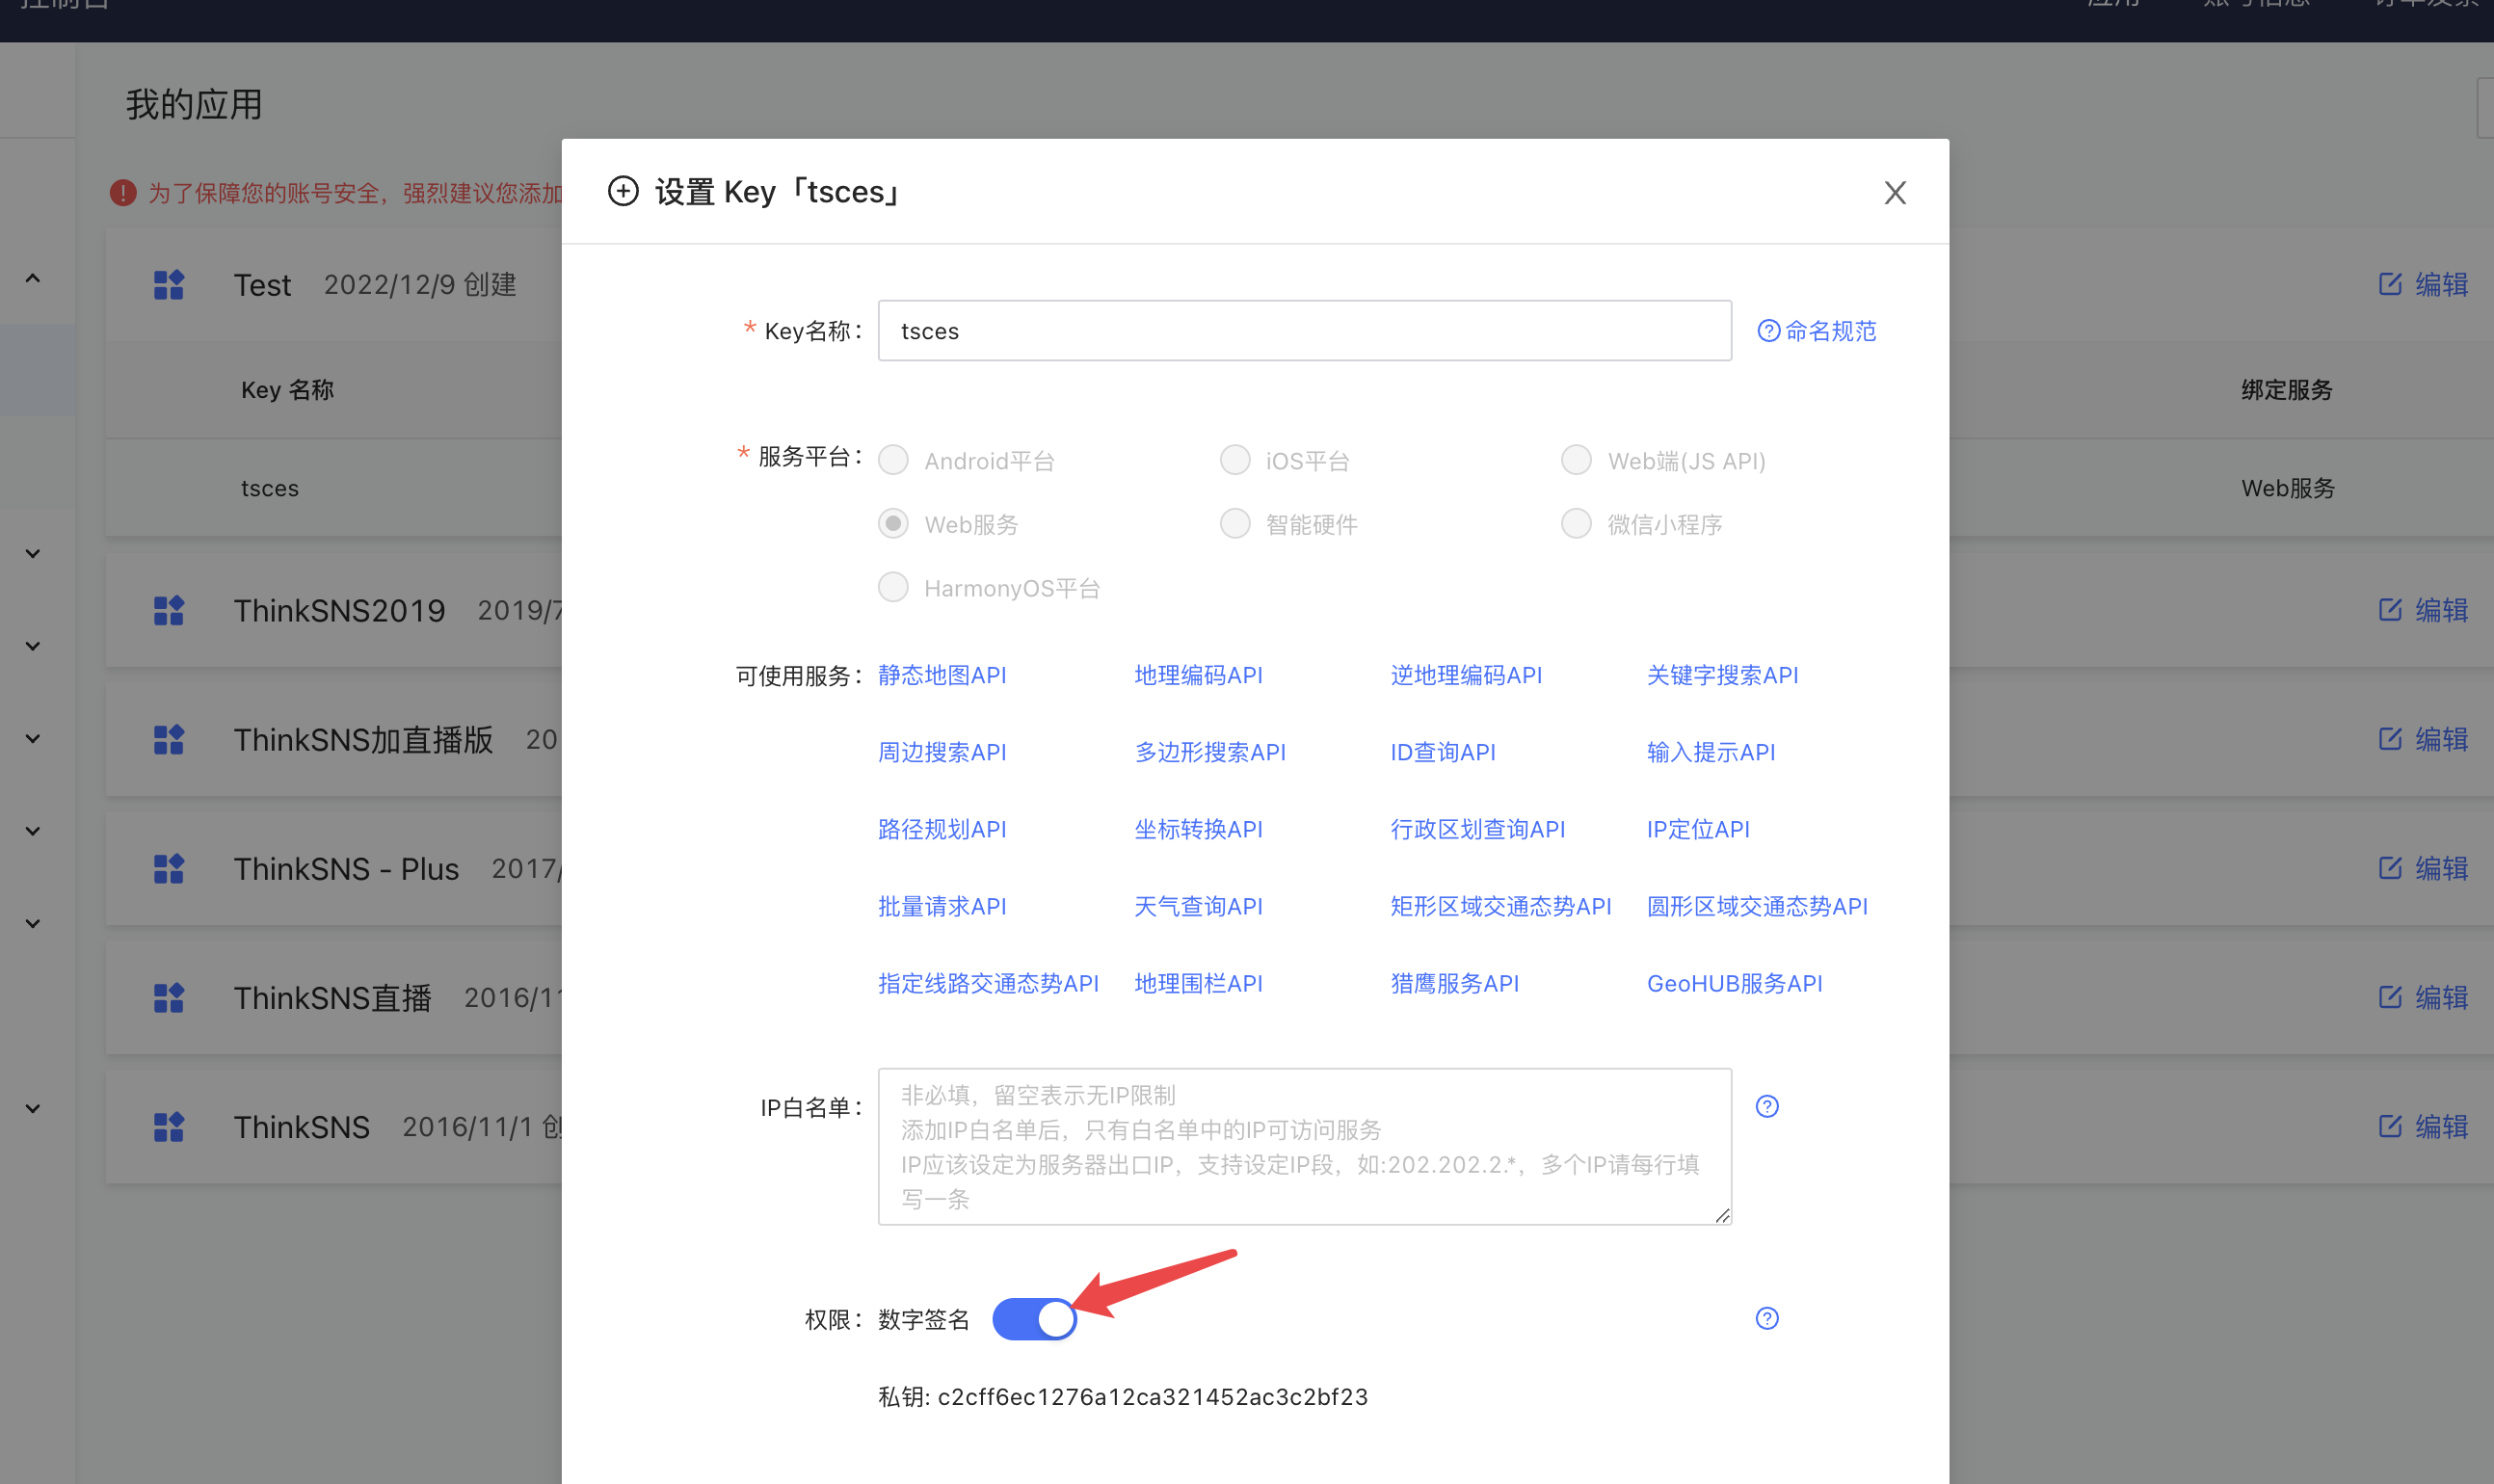 控制台
应用
账号信息
我的应用
为了保障您的账号安全，强烈建议您添加
Test 2022/12/9 创建
编辑
Key 名称
绑定服务
tsces
Web服务
ThinkSNS2019 2019/7
编辑
ThinkSNS加直播版 20
编辑
ThinkSNS - Plus 2017/
编辑
ThinkSNS直播 2016/11
编辑
ThinkSNS 2016/11/1 创
编辑
设置 Key「tsces」
* Key名称：
tsces
命名规范
* 服务平台：
Android平台 iOS平台 Web端(JS API)
Web服务 智能硬件 微信小程序
HarmonyOS平台
可使用服务：
静态地图API 地理编码API 逆地理编码API 关键字搜索API
周边搜索API 多边形搜索API ID查询API 输入提示API
路径规划API 坐标转换API 行政区划查询API IP定位API
批量请求API 天气查询API 矩形区域交通态势API 圆形区域交通态势API
指定线路交通态势API 地理围栏API 猎鹰服务API GeoHUB服务API
IP白名单：
非必填，留空表示无IP限制
添加IP白名单后，只有白名单中的IP可访问服务
IP应该设定为服务器出口IP，支持设定IP段，如:202.202.2.*，多个IP请每行填
写一条
权限：
数字签名
私钥: c2cff6ec1276a12ca321452ac3c2bf23